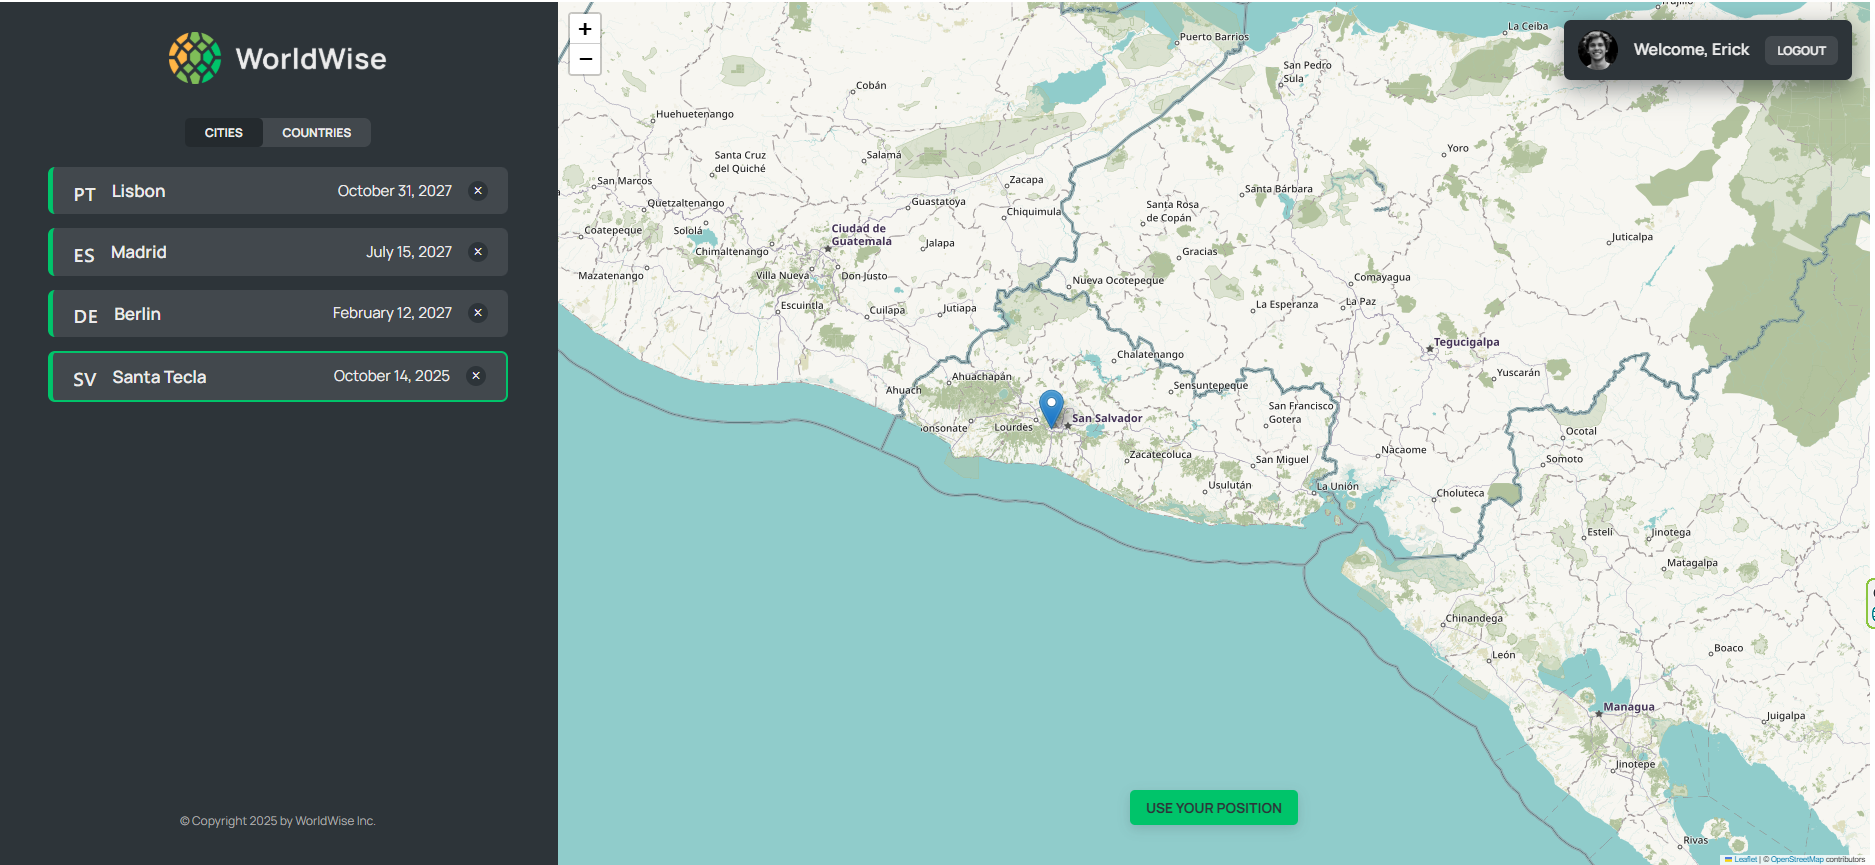 WorldWise
CITIES
COUNTRIES
PT
Lisbon
October 31, 2027
×
ES
Madrid
July 15, 2027
×
DE
Berlin
February 12, 2027
×
SV
Santa Tecla
October 14, 2025
×
© Copyright 2025 by WorldWise Inc.
+
−
Welcome, Erick
LOGOUT
La Ceiba
Puerto Barrios
San Pedro
Sula
Cobán
Huehuetenango
Yoro
Santa Cruz
del Quiché
Salamá
San Marcos
Zacapa
Santa Bárbara
Quetzaltenango
Guastatoya
Chiquimula
Santa Rosa
de Copán
Coatepeque
Sololá
Ciudad de
Guatemala
Juticalpa
Chimaltenango
Jalapa
Gracias
Mazatenango
Villa Nueva
Don Justo
Nueva Ocotepeque
Comayagua
Escuintla
Cuilapa
Jutiapa
La Esperanza
La Paz
Tegucigalpa
Chalatenango
Yuscarán
Ahuach
Ahuachapán
Sensuntepeque
San Francisco
Gotera
San Salvador
onsonate
Lourdes
Ocotal
Zacatecoluca
San Miguel
Nacaome
Somoto
Usulután
La Unión
Choluteca
Estelí
Jinotega
Matagalpa
Chinandega
León
Boaco
Managua
Juigalpa
Jinotepe
USE YOUR POSITION
Rivas
Leaflet | © OpenStreetMap contributors